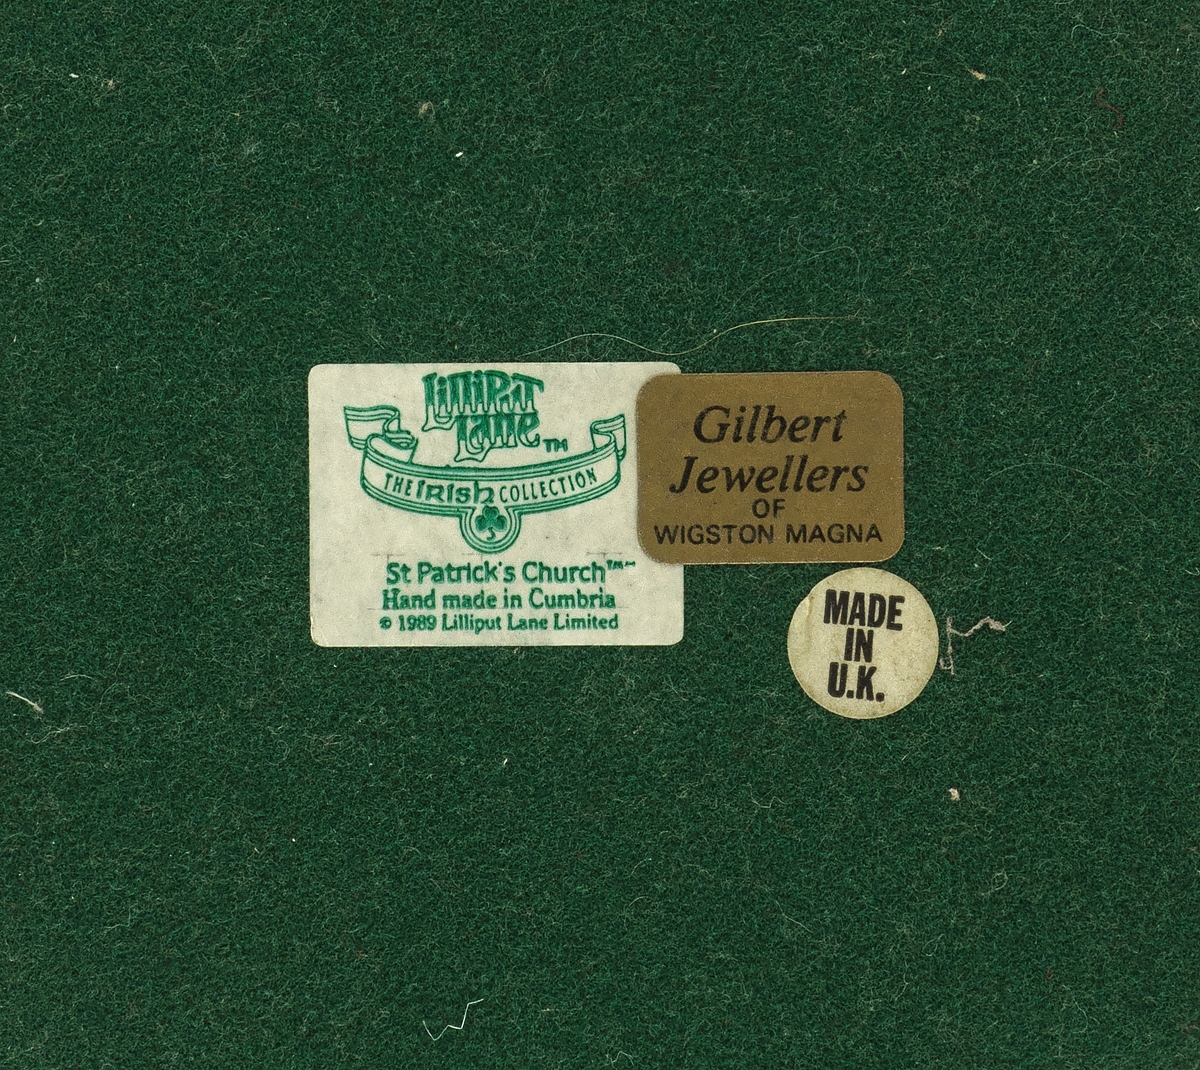 Lilliput
Lane TM
THE IRISH COLLECTION
St Patrick's Church™
Hand made in Cumbria
© 1989 Lilliput Lane Limited
Gilbert
Jewellers
OF
WIGSTON MAGNA
MADE
IN
U.K.